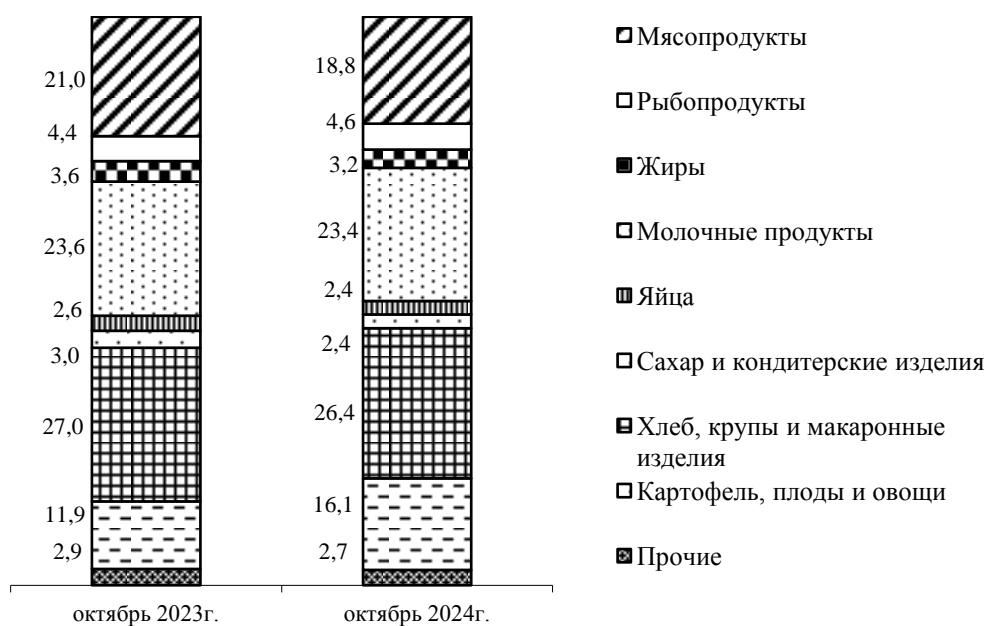 21,0
4,4
3,6
23,6
2,6
3,0
27,0
11,9
2,9
18,8
4,6
3,2
23,4
2,4
2,4
26,4
16,1
2,7
октябрь 2023г.
октябрь 2024г.
Мясопродукты
Рыбопродукты
Жиры
Молочные продукты
Яйца
Сахар и кондитерские изделия
Хлеб, крупы и макаронные
изделия
Картофель, плоды и овощи
Прочие